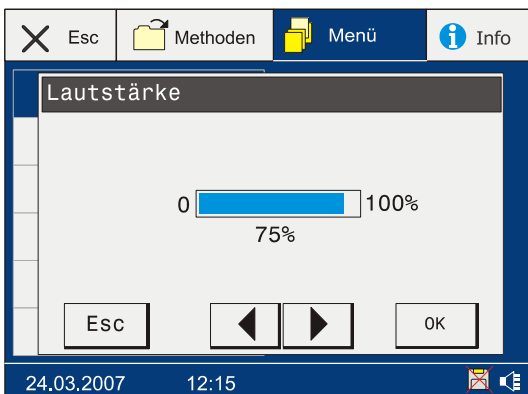 Esc Methoden Menü Info
Lautstärke
0 100%
75%
Esc OK
24.03.2007 12:15